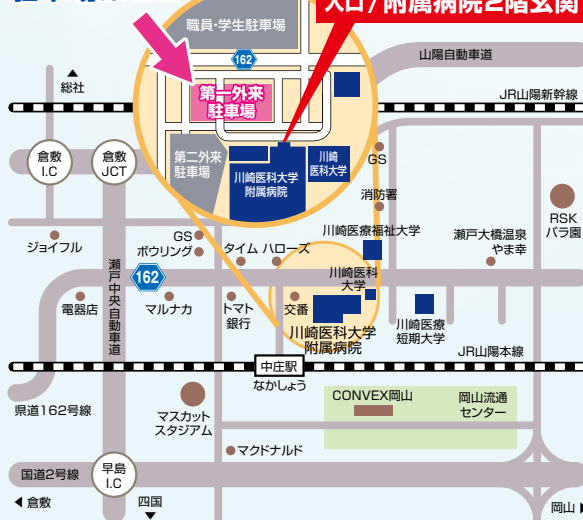 入口/附属病院2階玄関
職員・学生駐車場
162
第一外来
駐車場
第二外来
駐車場
川崎医科大学
附属病院
川崎
医科大学
山陽自動車道
総社
JR山陽新幹線
倉敷
I.C
倉敷
JCT
GS
消防署
RSK
バラ園
川崎医療福祉大学
瀬戸大橋温泉
やま幸
ジョイフル
GS
ボウリング
タイム
ハローズ
162
瀬戸中央自動車道
川崎医科
大学
電器店
マルナカ
トマト
銀行
交番
川崎医科大学
附属病院
川崎医療
短期大学
JR山陽本線
中庄駅
なかしょう
県道162号線
マスカット
スタジアム
CONVEX岡山
岡山流通
センター
マクドナルド
国道2号線
早島
I.C
倉敷
四国
岡山